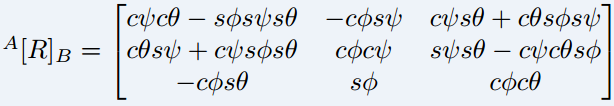 cψcθ − sϕsψsθ −cϕsψ cψsθ + cθsϕsψ
ᴬ[R]_B = cθsψ + cψsϕsθ cϕcψ sψsθ − cψcθsϕ
−cϕsθ sϕ cϕcθ